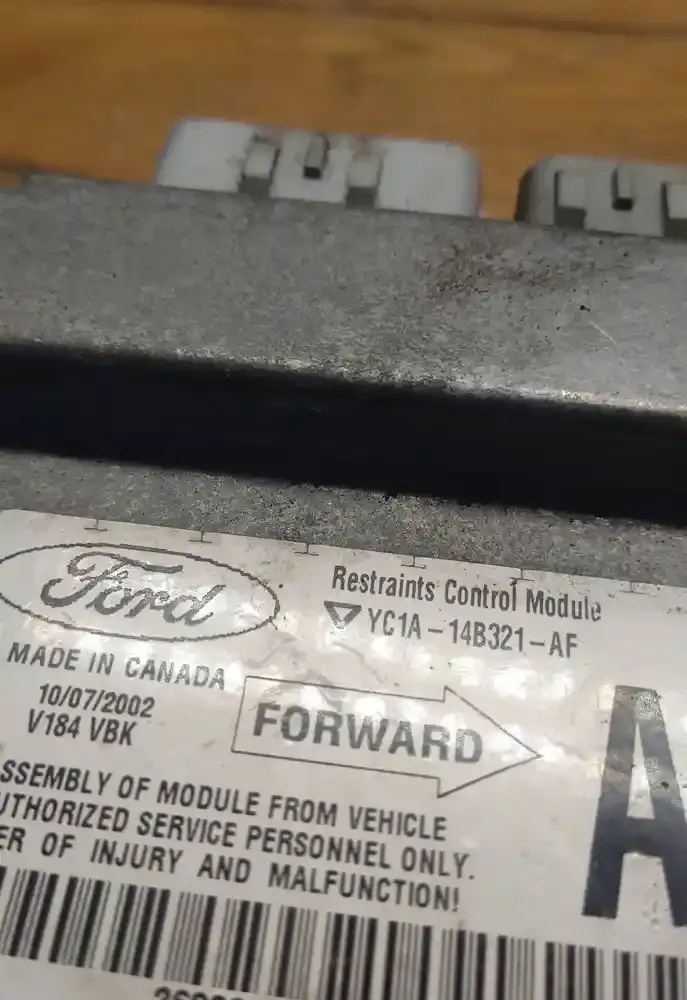 Ford
Restraints Control Module
YC1A-14B321-AF
MADE IN CANADA
10/07/2002
V184 VBK
FORWARD
A
SSEMBLY OF MODULE FROM VEHICLE
UTHORIZED SERVICE PERSONNEL ONLY.
ER OF INJURY AND MALFUNCTION!